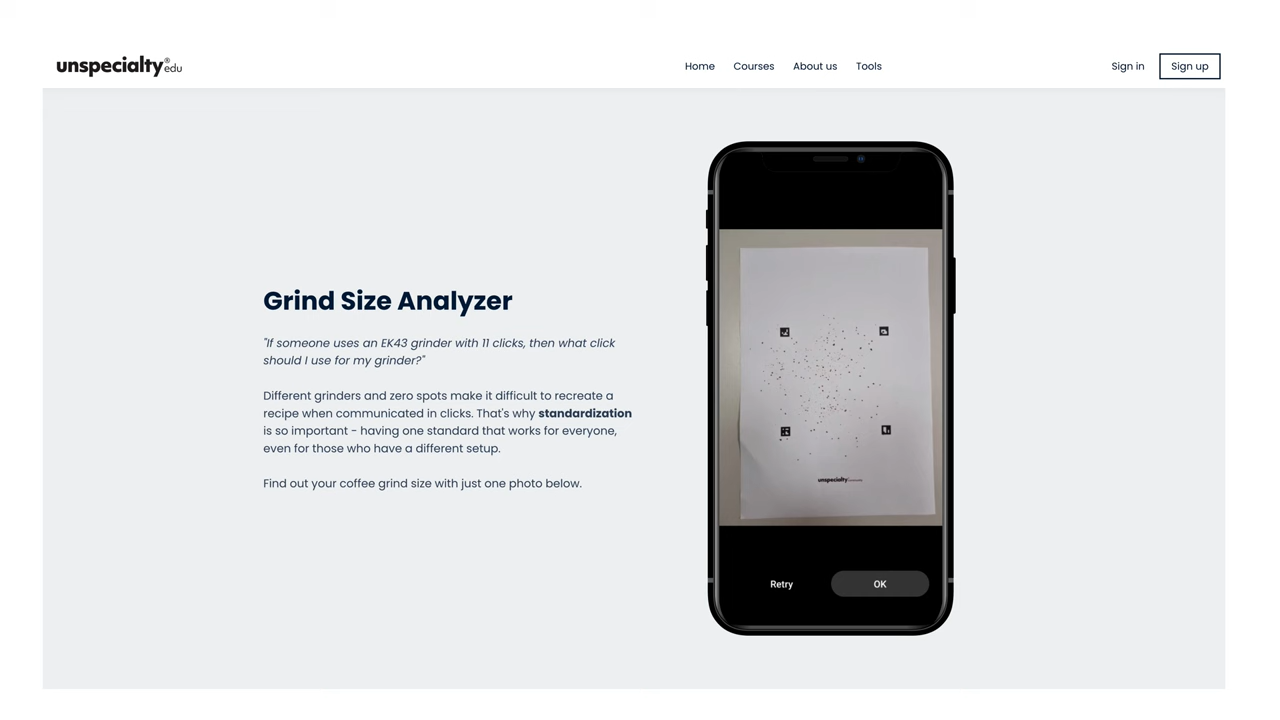 unspecialty® edu
Home Courses About us Tools
Sign in Sign up
Grind Size Analyzer
"If someone uses an EK43 grinder with 11 clicks, then what click
should I use for my grinder?"
Different grinders and zero spots make it difficult to recreate a
recipe when communicated in clicks. That's why standardization
is so important - having one standard that works for everyone,
even for those who have a different setup.
Find out your coffee grind size with just one photo below.
unspecialty
Retry OK